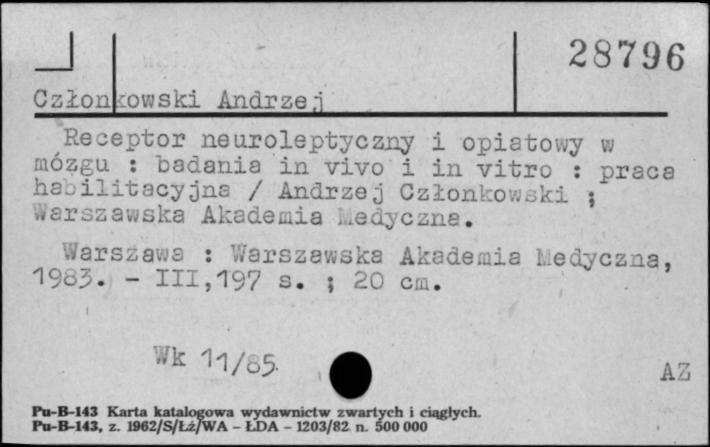 28796
Członkowski Andrzej
Receptor neuroleptyczny i opiatowy w
mózgu : badania in vivo i in vitro : praca
habilitacyjna / Andrzej Członkowski ;
Warszawska Akademia Medyczna.
Warszawa : Warszawska Akademia Medyczna,
1983. - III,197 s. ; 20 cm.
Wk 11/85.
AZ
Pu-B-143 Karta katalogowa wydawnictw zwartych i ciągłych.
Pu-B-143, z. 1962/S/Łź/WA - ŁDA - 1203/82 n. 500 000